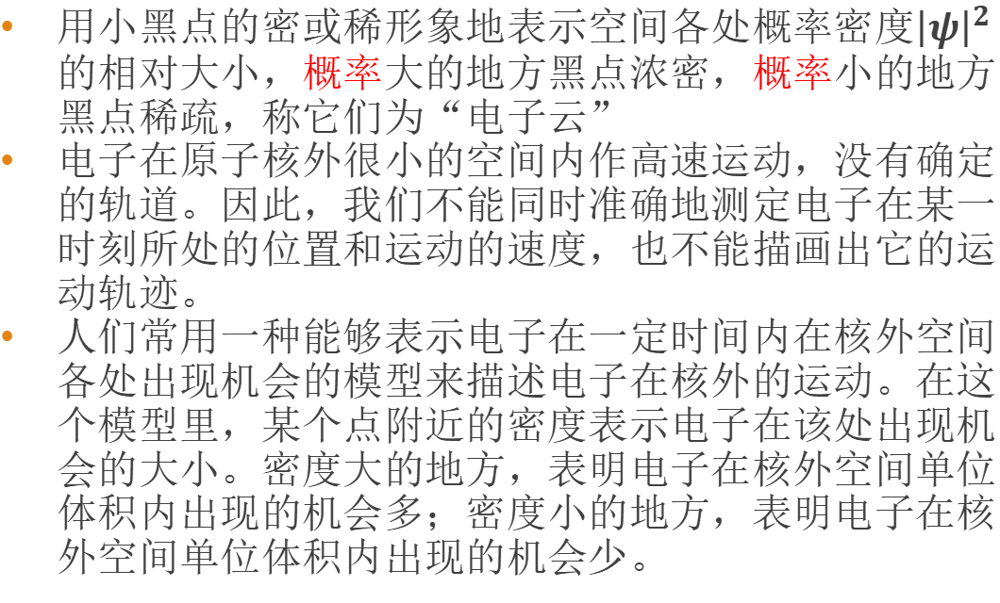 • 用小黑点的密或稀形象地表示空间各处概率密度|ψ|²
的相对大小，概率大的地方黑点浓密，概率小的地方
黑点稀疏，称它们为“电子云”
• 电子在原子核外很小的空间内作高速运动，没有确定
的轨道。因此，我们不能同时准确地测定电子在某一
时刻所处的位置和运动的速度，也不能描画出它的运
动轨迹。
• 人们常用一种能够表示电子在一定时间内在核外空间
各处出现机会的模型来描述电子在核外的运动。在这
个模型里，某个点附近的密度表示电子在该处出现机
会的大小。密度大的地方，表明电子在核外空间单位
体积内出现的机会多；密度小的地方，表明电子在核
外空间单位体积内出现的机会少。